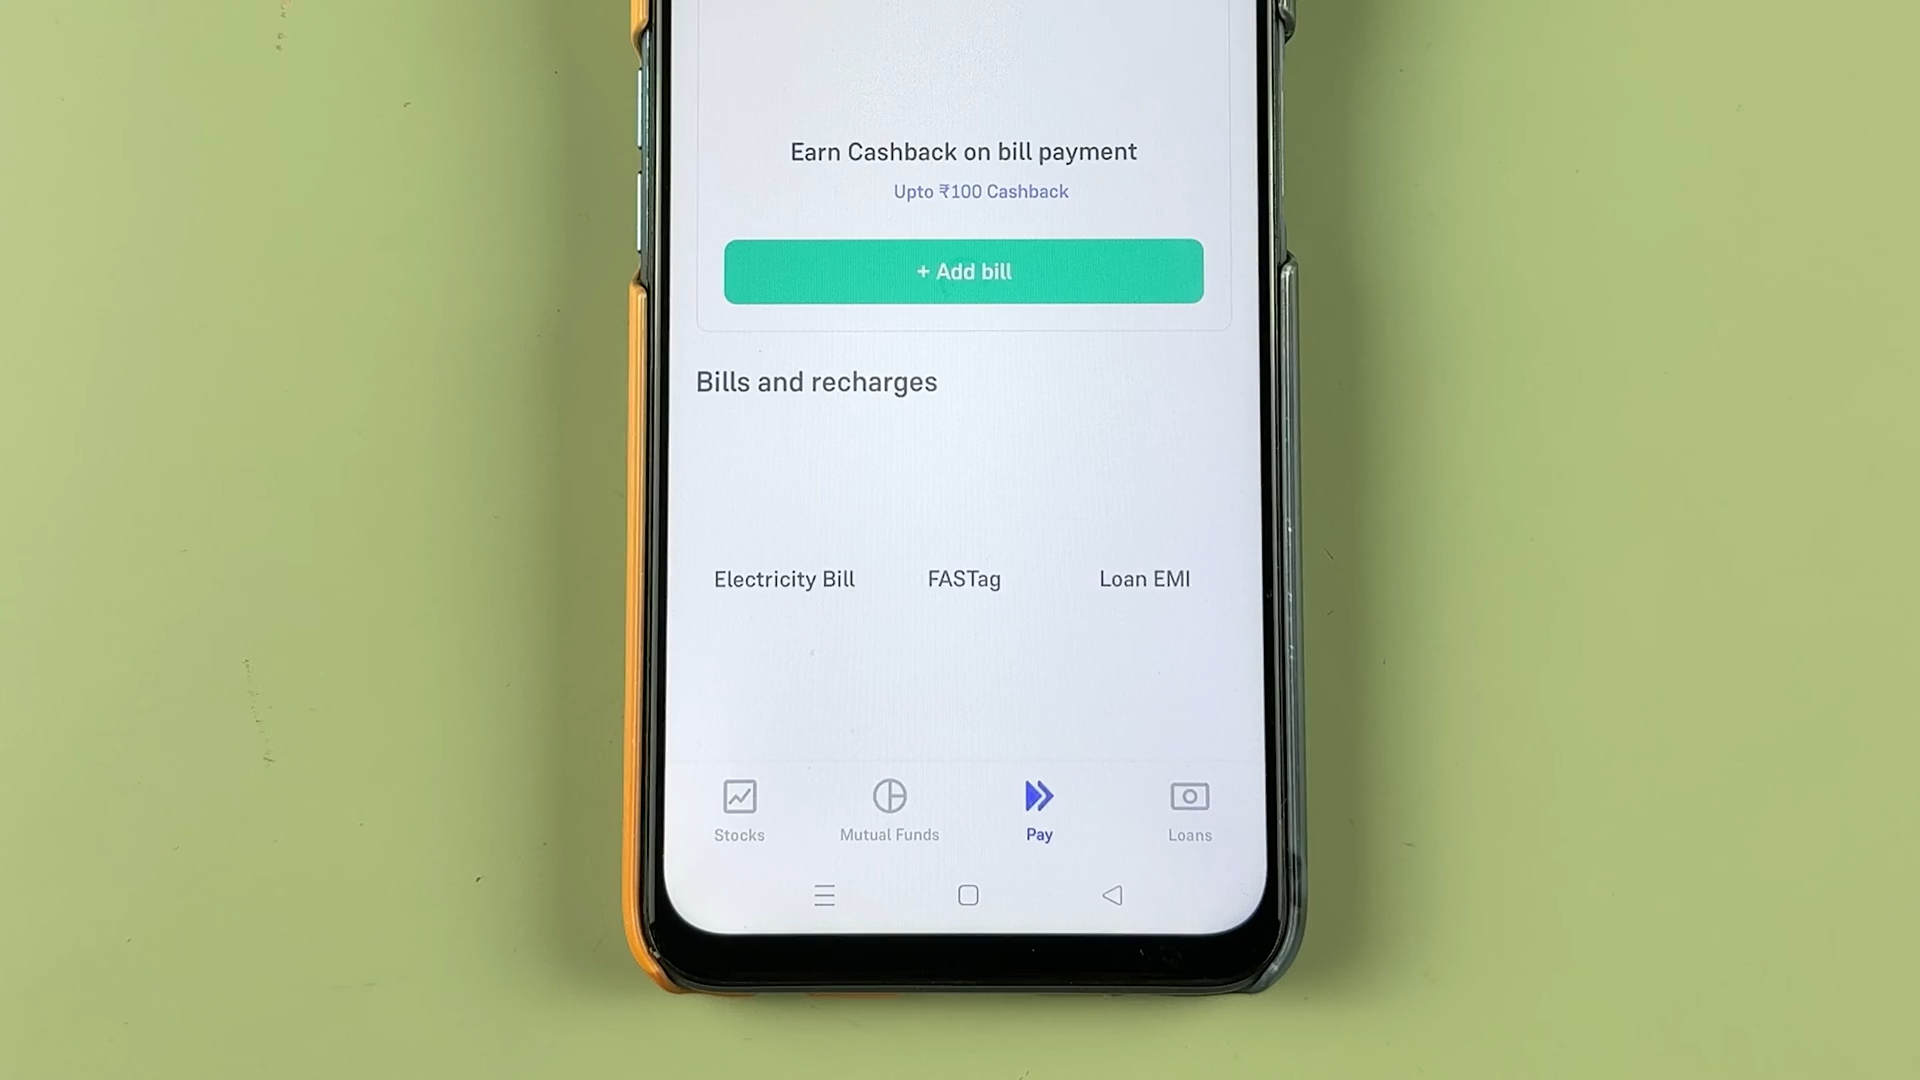 Earn Cashback on bill payment
Upto ₹100 Cashback
+ Add bill
Bills and recharges
Electricity Bill FASTag Loan EMI
Stocks Mutual Funds Pay Loans